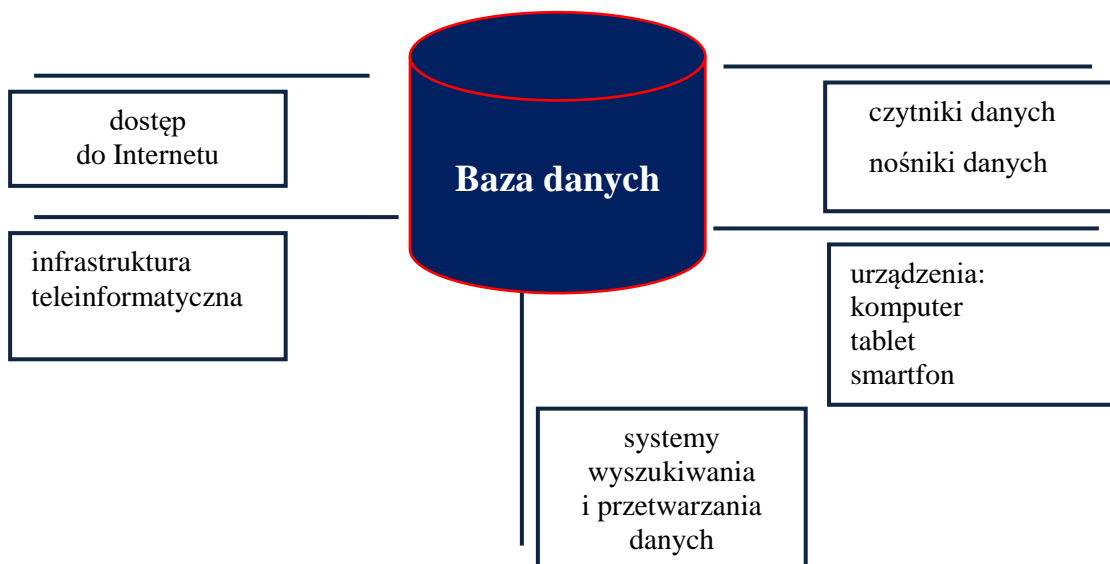 dostęp
do Internetu
infrastruktura
teleinformatyczna
Baza danych
czytniki danych
nośniki danych
urządzenia:
komputer
tablet
smartfon
systemy
wyszukiwania
i przetwarzania
danych